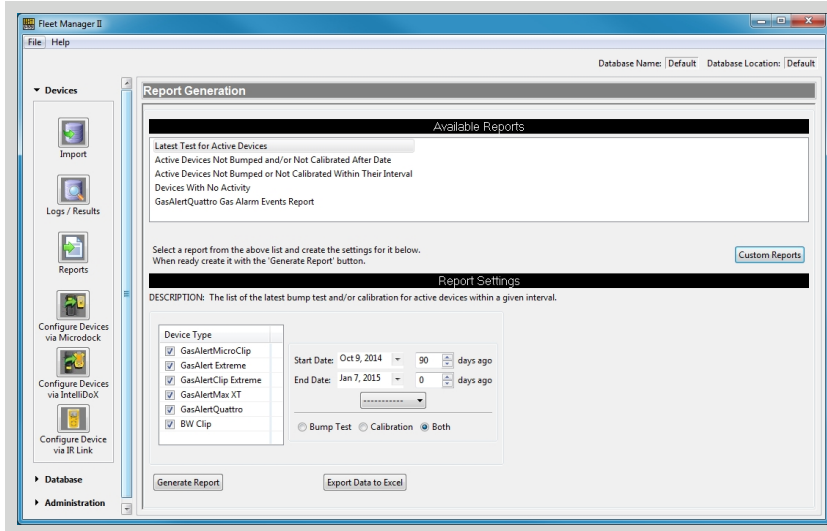 Fleet Manager II
File Help
Database Name: Default Database Location: Default
Devices
Import
Logs / Results
Reports
Configure Devices
via Microdock
Configure Devices
via IntelliDoX
Configure Device
via IR Link
Database
Administration
Report Generation
Available Reports
Latest Test for Active Devices
Active Devices Not Bumped and/or Not Calibrated After Date
Active Devices Not Bumped or Not Calibrated Within Their Interval
Devices With No Activity
GasAlertQuattro Gas Alarm Events Report
Select a report from the above list and create the settings for it below.
When ready create it with the 'Generate Report' button.
Custom Reports
Report Settings
DESCRIPTION: The list of the latest bump test and/or calibration for active devices within a given interval.
Device Type
GasAlertMicroClip
GasAlert Extreme
GasAlertClip Extreme
GasAlertMax XT
GasAlertQuattro
BW Clip
Start Date: Oct 9, 2014 90 days ago
End Date: Jan 7, 2015 0 days ago
-----------
Bump Test Calibration Both
Generate Report
Export Data to Excel